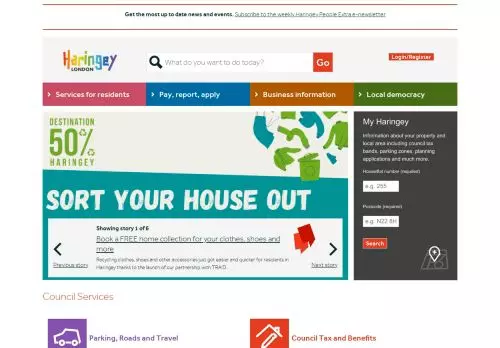 Get the most up to date news and events. Subscribe to the weekly Haringey People Extra e-newsletter
Haringey
LONDON
What do you want to do today?
Go
Login/Register
Services for residents
Pay, report, apply
Business information
Local democracy
DESTINATION
50%
HARINGEY
SORT YOUR HOUSE OUT
Showing story 1 of 6
Book a FREE home collection for your clothes, shoes and
more
Recycling clothes, shoes and other accessories just got easier and quicker for residents in
Haringey thanks to the launch of our partnership with TRAID.
Previous story
Next story
My Haringey
Information about your property and
local area including council tax
bands, parking zones, planning
applications and much more.
House/flat number (required)
e.g. 255
Postcode (required)
e.g. N22 8H
Search
Council Services
Parking, Roads and Travel
Council Tax and Benefits